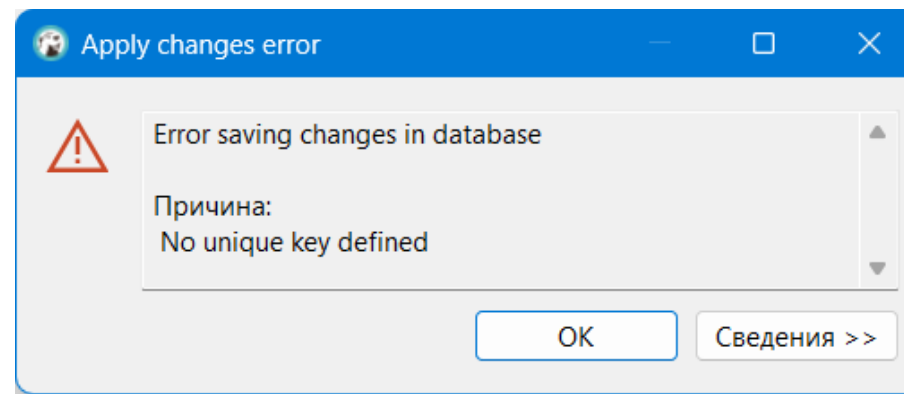 Apply changes error
Error saving changes in database
Причина:
No unique key defined
OK
Сведения >>